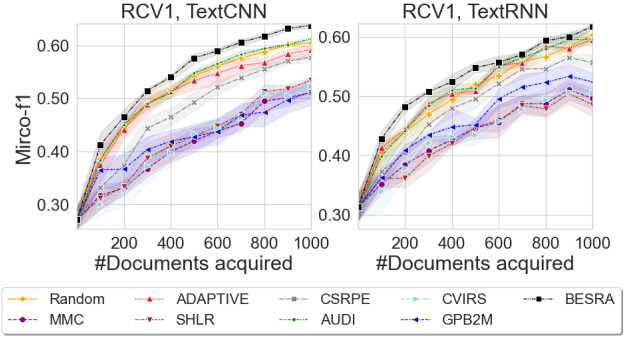 RCV1, TextCNN
RCV1, TextRNN
Mirco-f1
0.60
0.50
0.40
0.30
0.60
0.50
0.40
0.30
200 400 600 800 1000
200 400 600 800 1000
#Documents acquired
#Documents acquired
Random ADAPTIVE CSRPE CVIRS BESRA
MMC SHLR AUDI GPB2M